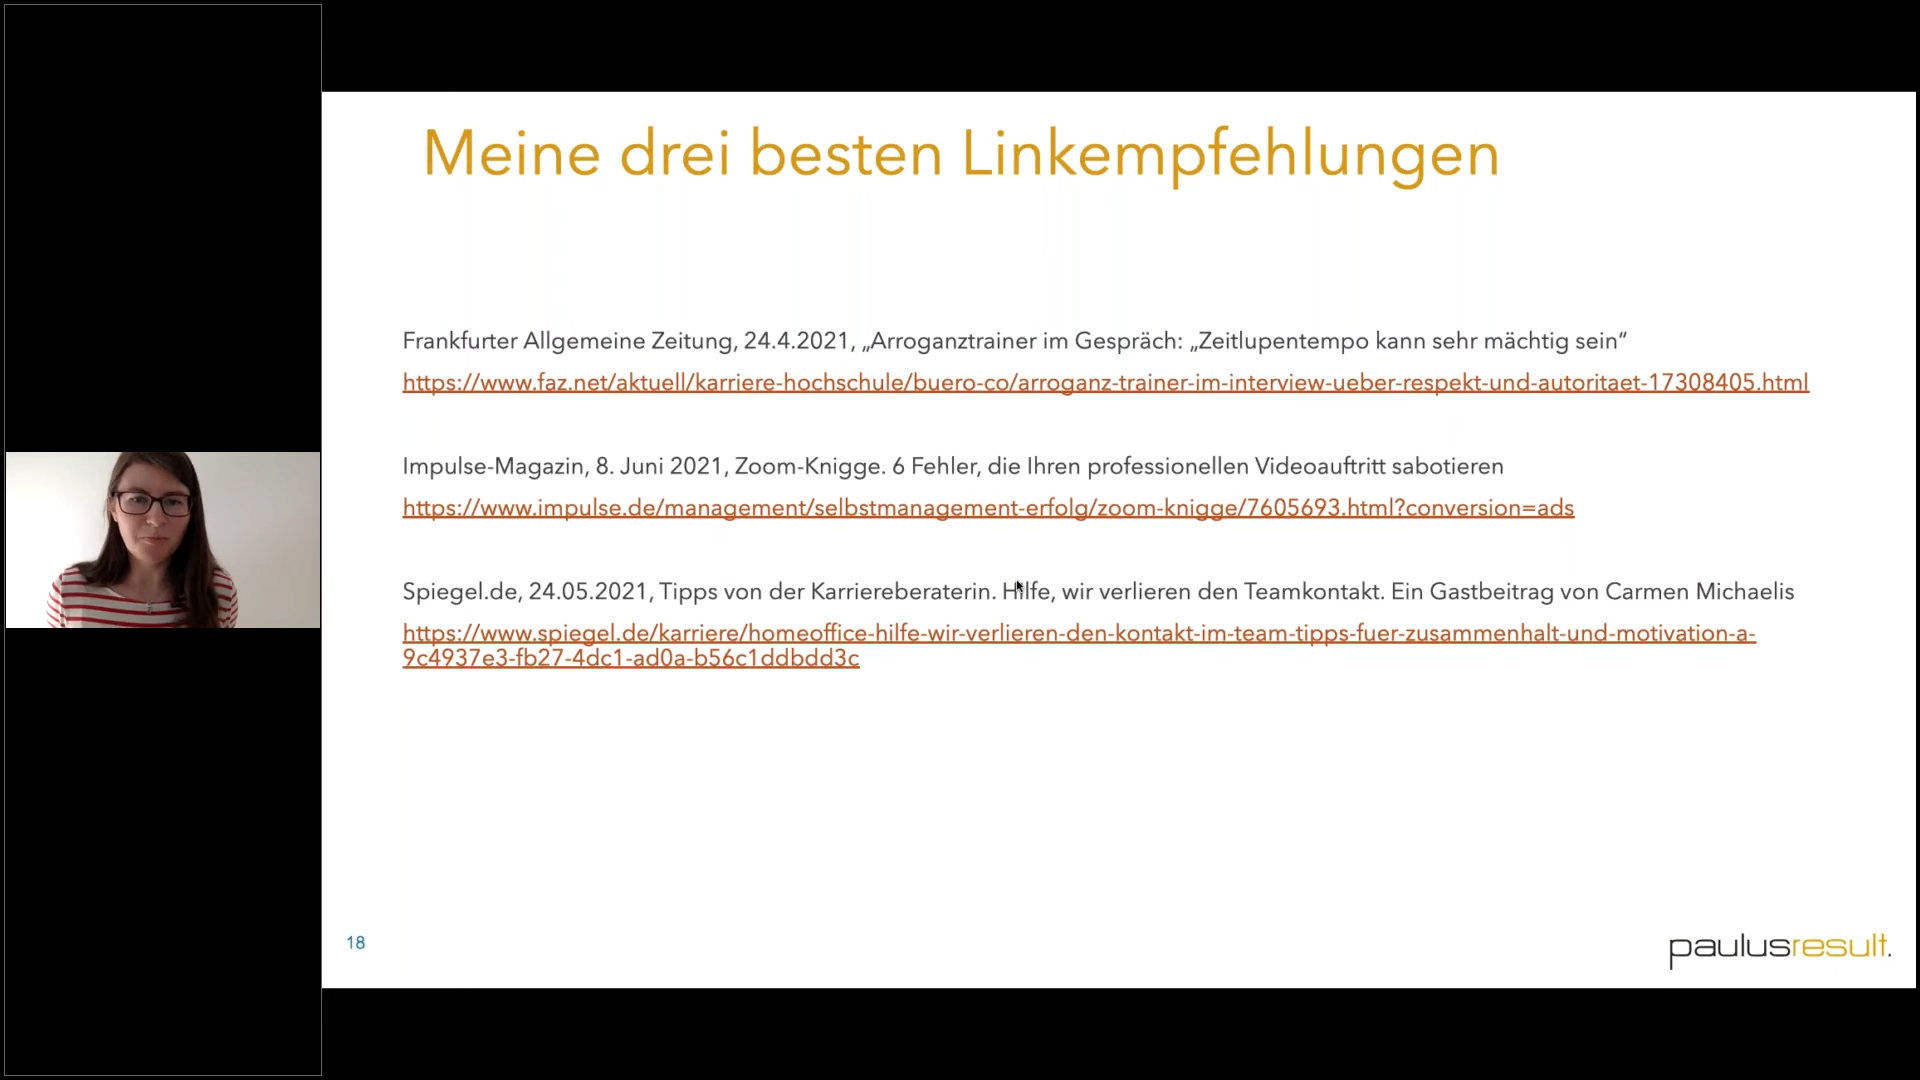 Meine drei besten Linkempfehlungen
Frankfurter Allgemeine Zeitung, 24.4.2021, „Arroganztrainer im Gespräch: „Zeitlupentempo kann sehr mächtig sein“
https://www.faz.net/aktuell/karriere-hochschule/buero-co/arroganz-trainer-im-interview-ueber-respekt-und-autoritaet-17308405.html
Impulse-Magazin, 8. Juni 2021, Zoom-Knigge. 6 Fehler, die Ihren professionellen Videoauftritt sabotieren
https://www.impulse.de/management/selbstmanagement-erfolg/zoom-knigge/7605693.html?conversion=ads
Spiegel.de, 24.05.2021, Tipps von der Karriereberaterin. Hilfe, wir verlieren den Teamkontakt. Ein Gastbeitrag von Carmen Michaelis
https://www.spiegel.de/karriere/homeoffice-hilfe-wir-verlieren-den-kontakt-im-team-tipps-fuer-zusammenhalt-und-motivation-a-
9c4937e3-fb27-4dc1-ad0a-b56c1ddbdd3c
18
paulusresult.